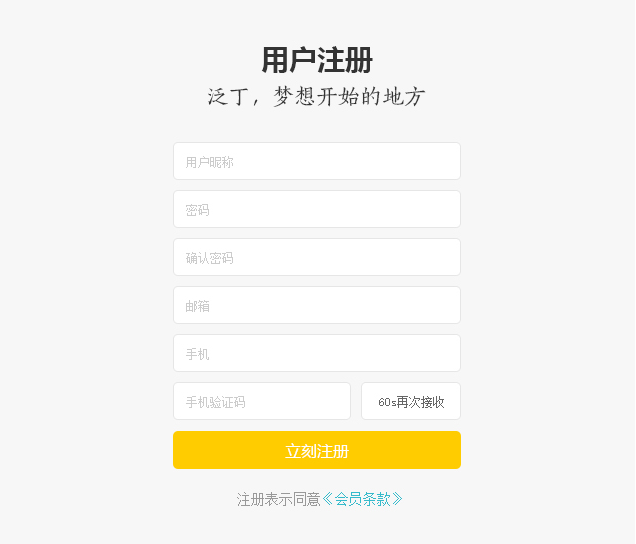 用户注册
泛丁，梦想开始的地方
用户昵称
密码
确认密码
邮箱
手机
手机验证码
60s再次接收
立刻注册
注册表示同意《会员条款》